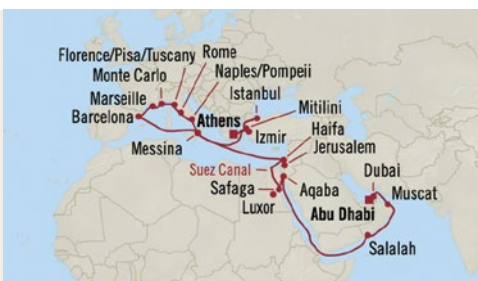 Florence/Pisa/Tuscany
Rome
Monte Carlo
Naples/Pompeii
Marseille
Istanbul
Barcelona
Athens
Mitilini
Izmir
Messina
Haifa
Jerusalem
Suez Canal
Dubai
Safaga
Aqaba
Muscat
Luxor
Abu Dhabi
Salalah